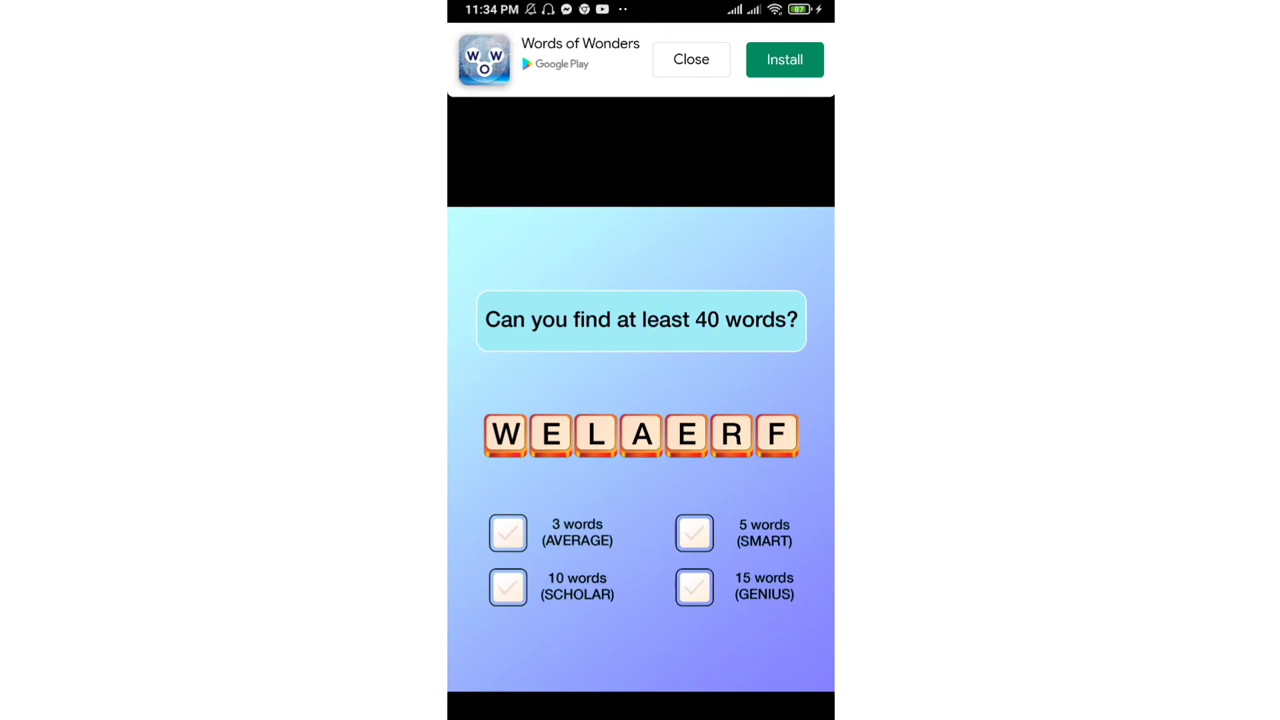 11:34 PM 87
Words of Wonders
Google Play
Close
Install
W W O
Can you find at least 40 words?
W E L A E R F
3 words
(AVERAGE)
5 words
(SMART)
10 words
(SCHOLAR)
15 words
(GENIUS)